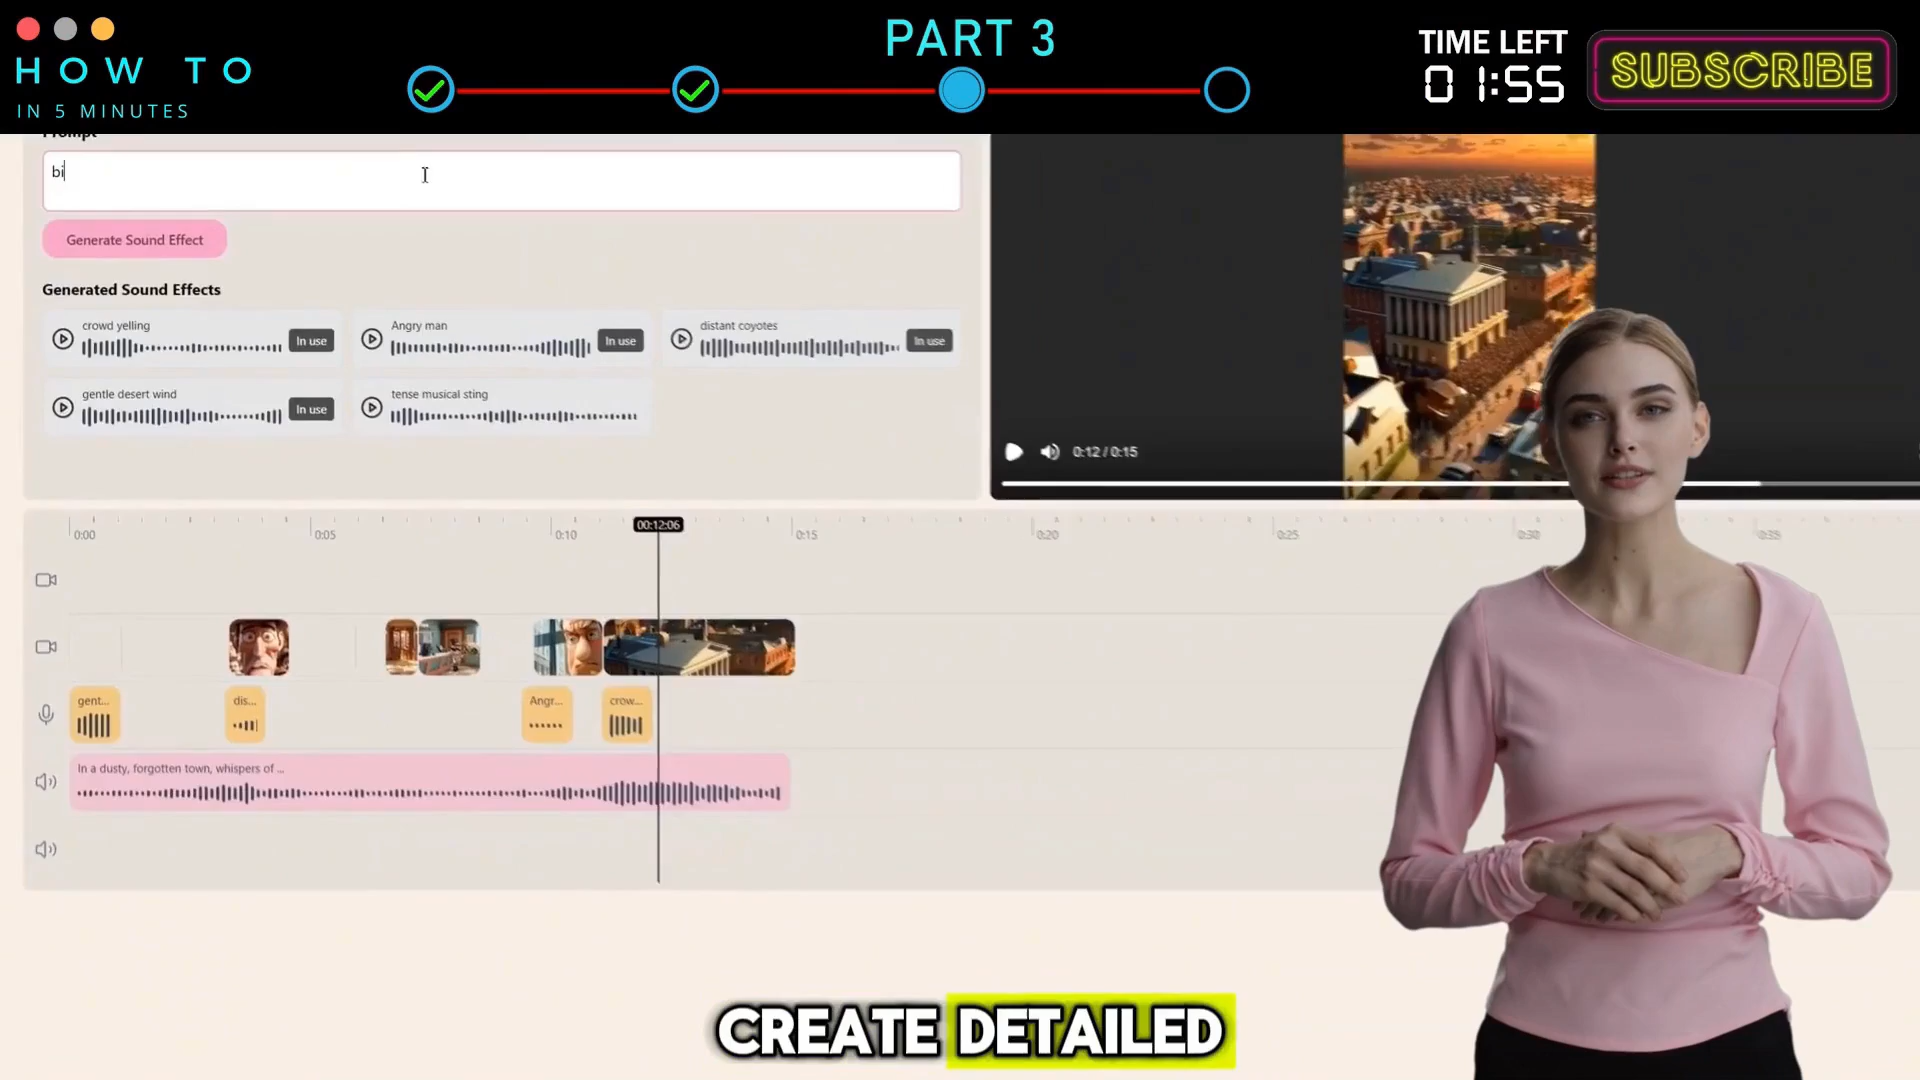 HOW TO
IN 5 MINUTES
PART 3
TIME LEFT
01:55
SUBSCRIBE
Prompt
bi
Generate Sound Effect
Generated Sound Effects
crowd yelling
In use
Angry man
In use
distant coyotes
In use
gentle desert wind
In use
tense musical sting
0:12 / 0:15
00:12:06
0:00
0:05
0:10
0:15
0:20
0:25
0:30
0:35
gent...
dis...
Angr...
crow...
In a dusty, forgotten town, whispers of ...
CREATE DETAILED